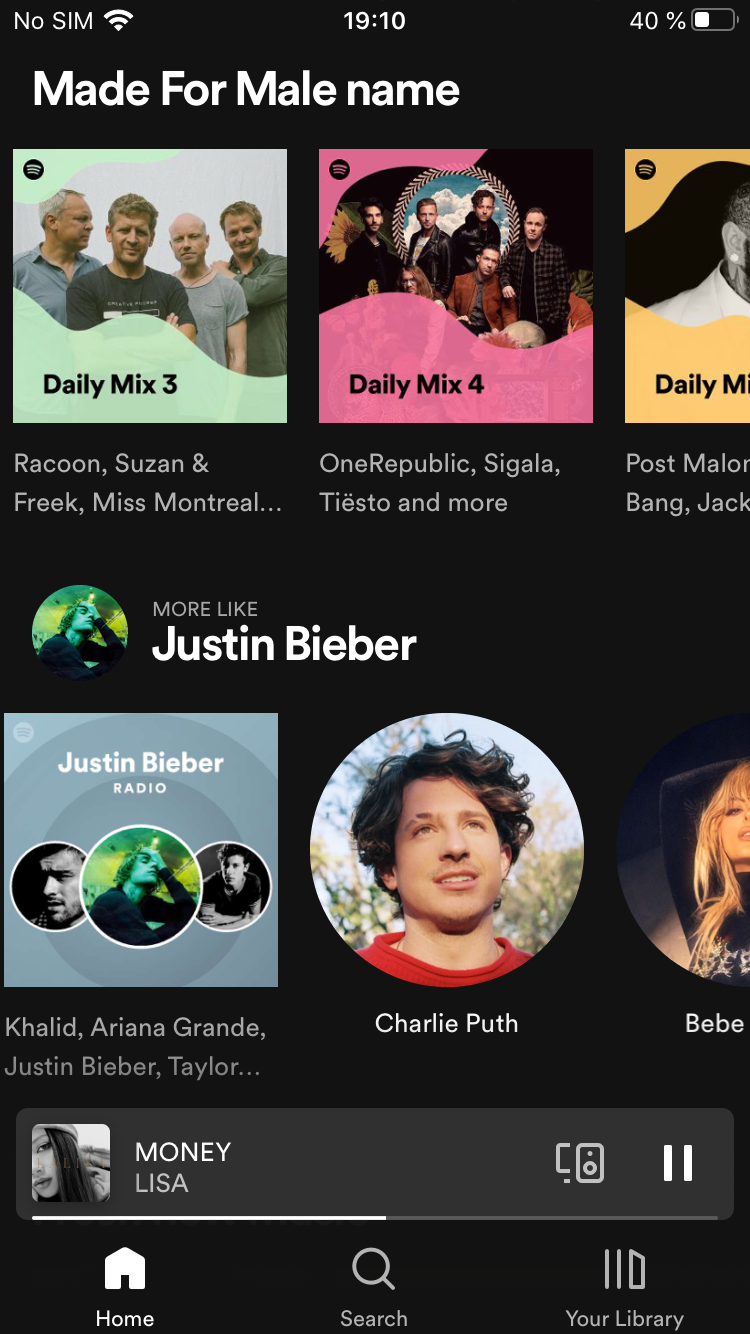 No SIM 19:10 40 %
Made For Male name
Daily Mix 3
Daily Mix 4
Daily Mi
Racoon, Suzan &
Freek, Miss Montreal...
OneRepublic, Sigala,
Tiësto and more
Post Malor
Bang, Jack
MORE LIKE
Justin Bieber
Justin Bieber
RADIO
Khalid, Ariana Grande,
Justin Bieber, Taylor...
Charlie Puth
Bebe
MONEY
LISA
Home
Search
Your Library